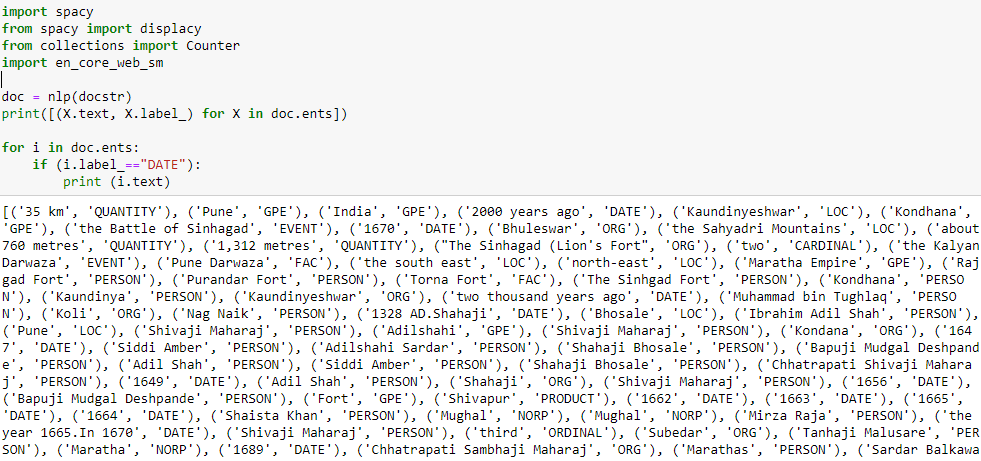 import spacy
from spacy import displacy
from collections import Counter
import en_core_web_sm
doc = nlp(docstr)
print([(X.text, X.label_) for X in doc.ents])
for i in doc.ents:
    if (i.label_=="DATE"):
        print (i.text)
[('35 km', 'QUANTITY'), ('Pune', 'GPE'), ('India', 'GPE'), ('2000 years ago', 'DATE'), ('Kaundinyeshwar', 'LOC'), ('Kondhana',
'GPE'), ('the Battle of Sinhagad', 'EVENT'), ('1670', 'DATE'), ('Bhuleswar', 'ORG'), ('the Sahyadri Mountains', 'LOC'), ('about
760 metres', 'QUANTITY'), ('1,312 metres', 'QUANTITY'), ("The Sinhagad (Lion's Fort", 'ORG'), ('two', 'CARDINAL'), ('the Kalyan
Darwaza', 'EVENT'), ('Pune Darwaza', 'FAC'), ('the south east', 'LOC'), ('north-east', 'LOC'), ('Maratha Empire', 'GPE'), ('Raj
gad Fort', 'PERSON'), ('Purandar Fort', 'PERSON'), ('Torna Fort', 'FAC'), ('The Sinhgad Fort', 'PERSON'), ('Kondhana', 'PERSO
N'), ('Kaundinya', 'PERSON'), ('Kaundinyeshwar', 'ORG'), ('two thousand years ago', 'DATE'), ('Muhammad bin Tughlaq', 'PERSO
N'), ('Koli', 'ORG'), ('Nag Naik', 'PERSON'), ('1328 AD.Shahaji', 'DATE'), ('Bhosale', 'LOC'), ('Ibrahim Adil Shah', 'PERSON'),
('Pune', 'LOC'), ('Shivaji Maharaj', 'PERSON'), ('Adilshahi', 'GPE'), ('Shivaji Maharaj', 'PERSON'), ('Kondana', 'ORG'), ('164
7', 'DATE'), ('Siddi Amber', 'PERSON'), ('Adilshahi Sardar', 'PERSON'), ('Shahaji Bhosale', 'PERSON'), ('Bapuji Mudgal Deshpand
e', 'PERSON'), ('Adil Shah', 'PERSON'), ('Siddi Amber', 'PERSON'), ('Shahaji Bhosale', 'PERSON'), ('Chhatrapati Shivaji Mahara
j', 'PERSON'), ('1649', 'DATE'), ('Adil Shah', 'PERSON'), ('Shahaji', 'ORG'), ('Shivaji Maharaj', 'PERSON'), ('1656', 'DATE'),
('Bapuji Mudgal Deshpande', 'PERSON'), ('Fort', 'GPE'), ('Shivapur', 'PRODUCT'), ('1662', 'DATE'), ('1663', 'DATE'), ('1665',
'DATE'), ('1664', 'DATE'), ('Shaista Khan', 'PERSON'), ('Mughal', 'NORP'), ('Mughal', 'NORP'), ('Mirza Raja', 'PERSON'), ('the
year 1665.In 1670', 'DATE'), ('Shivaji Maharaj', 'PERSON'), ('third', 'ORDINAL'), ('Subedar', 'ORG'), ('Tanhaji Malusare', 'PER
SON'), ('Maratha', 'NORP'), ('1689', 'DATE'), ('Chhatrapati Sambhaji Maharaj', 'ORG'), ('Marathas', 'PERSON'), ('Sardar Balkawa